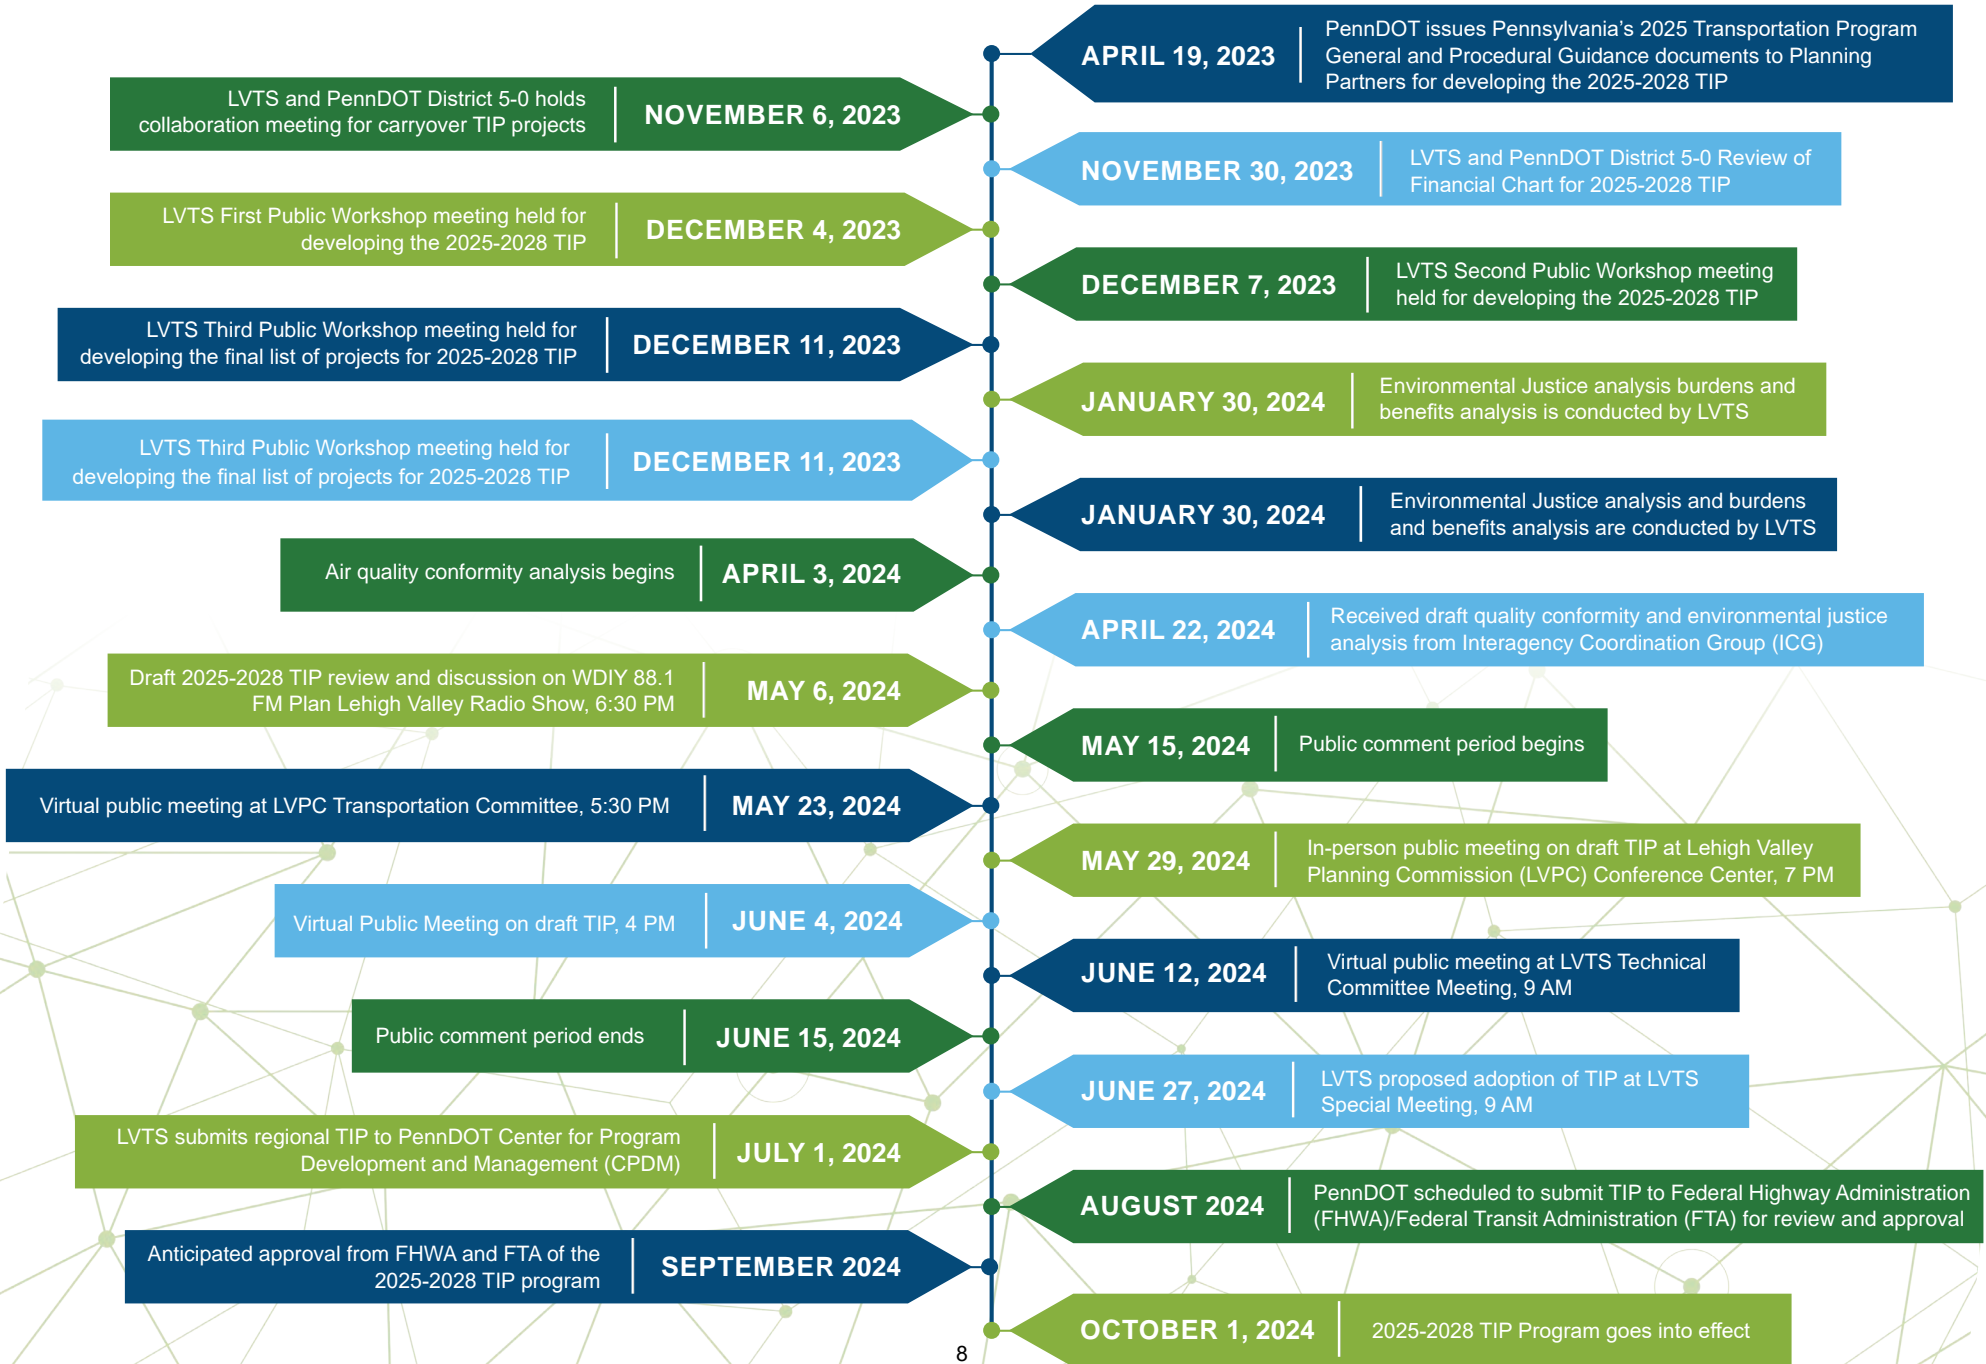 APRIL 19, 2023
PennDOT issues Pennsylvania's 2025 Transportation Program
General and Procedural Guidance documents to Planning
Partners for developing the 2025-2028 TIP
LVTS and PennDOT District 5-0 holds
collaboration meeting for carryover TIP projects
NOVEMBER 6, 2023
NOVEMBER 30, 2023
LVTS and PennDOT District 5-0 Review of
Financial Chart for 2025-2028 TIP
LVTS First Public Workshop meeting held for
developing the 2025-2028 TIP
DECEMBER 4, 2023
DECEMBER 7, 2023
LVTS Second Public Workshop meeting
held for developing the 2025-2028 TIP
LVTS Third Public Workshop meeting held for
developing the final list of projects for 2025-2028 TIP
DECEMBER 11, 2023
JANUARY 30, 2024
Environmental Justice analysis burdens and
benefits analysis is conducted by LVTS
LVTS Third Public Workshop meeting held for
developing the final list of projects for 2025-2028 TIP
DECEMBER 11, 2023
JANUARY 30, 2024
Environmental Justice analysis and burdens
and benefits analysis are conducted by LVTS
Air quality conformity analysis begins
APRIL 3, 2024
APRIL 22, 2024
Received draft quality conformity and environmental justice
analysis from Interagency Coordination Group (ICG)
Draft 2025-2028 TIP review and discussion on WDIY 88.1
FM Plan Lehigh Valley Radio Show, 6:30 PM
MAY 6, 2024
MAY 15, 2024
Public comment period begins
Virtual public meeting at LVPC Transportation Committee, 5:30 PM
MAY 23, 2024
MAY 29, 2024
In-person public meeting on draft TIP at Lehigh Valley
Planning Commission (LVPC) Conference Center, 7 PM
Virtual Public Meeting on draft TIP, 4 PM
JUNE 4, 2024
JUNE 12, 2024
Virtual public meeting at LVTS Technical
Committee Meeting, 9 AM
Public comment period ends
JUNE 15, 2024
JUNE 27, 2024
LVTS proposed adoption of TIP at LVTS
Special Meeting, 9 AM
LVTS submits regional TIP to PennDOT Center for Program
Development and Management (CPDM)
JULY 1, 2024
AUGUST 2024
PennDOT scheduled to submit TIP to Federal Highway Administration
(FHWA)/Federal Transit Administration (FTA) for review and approval
Anticipated approval from FHWA and FTA of the
2025-2028 TIP program
SEPTEMBER 2024
OCTOBER 1, 2024
2025-2028 TIP Program goes into effect
8